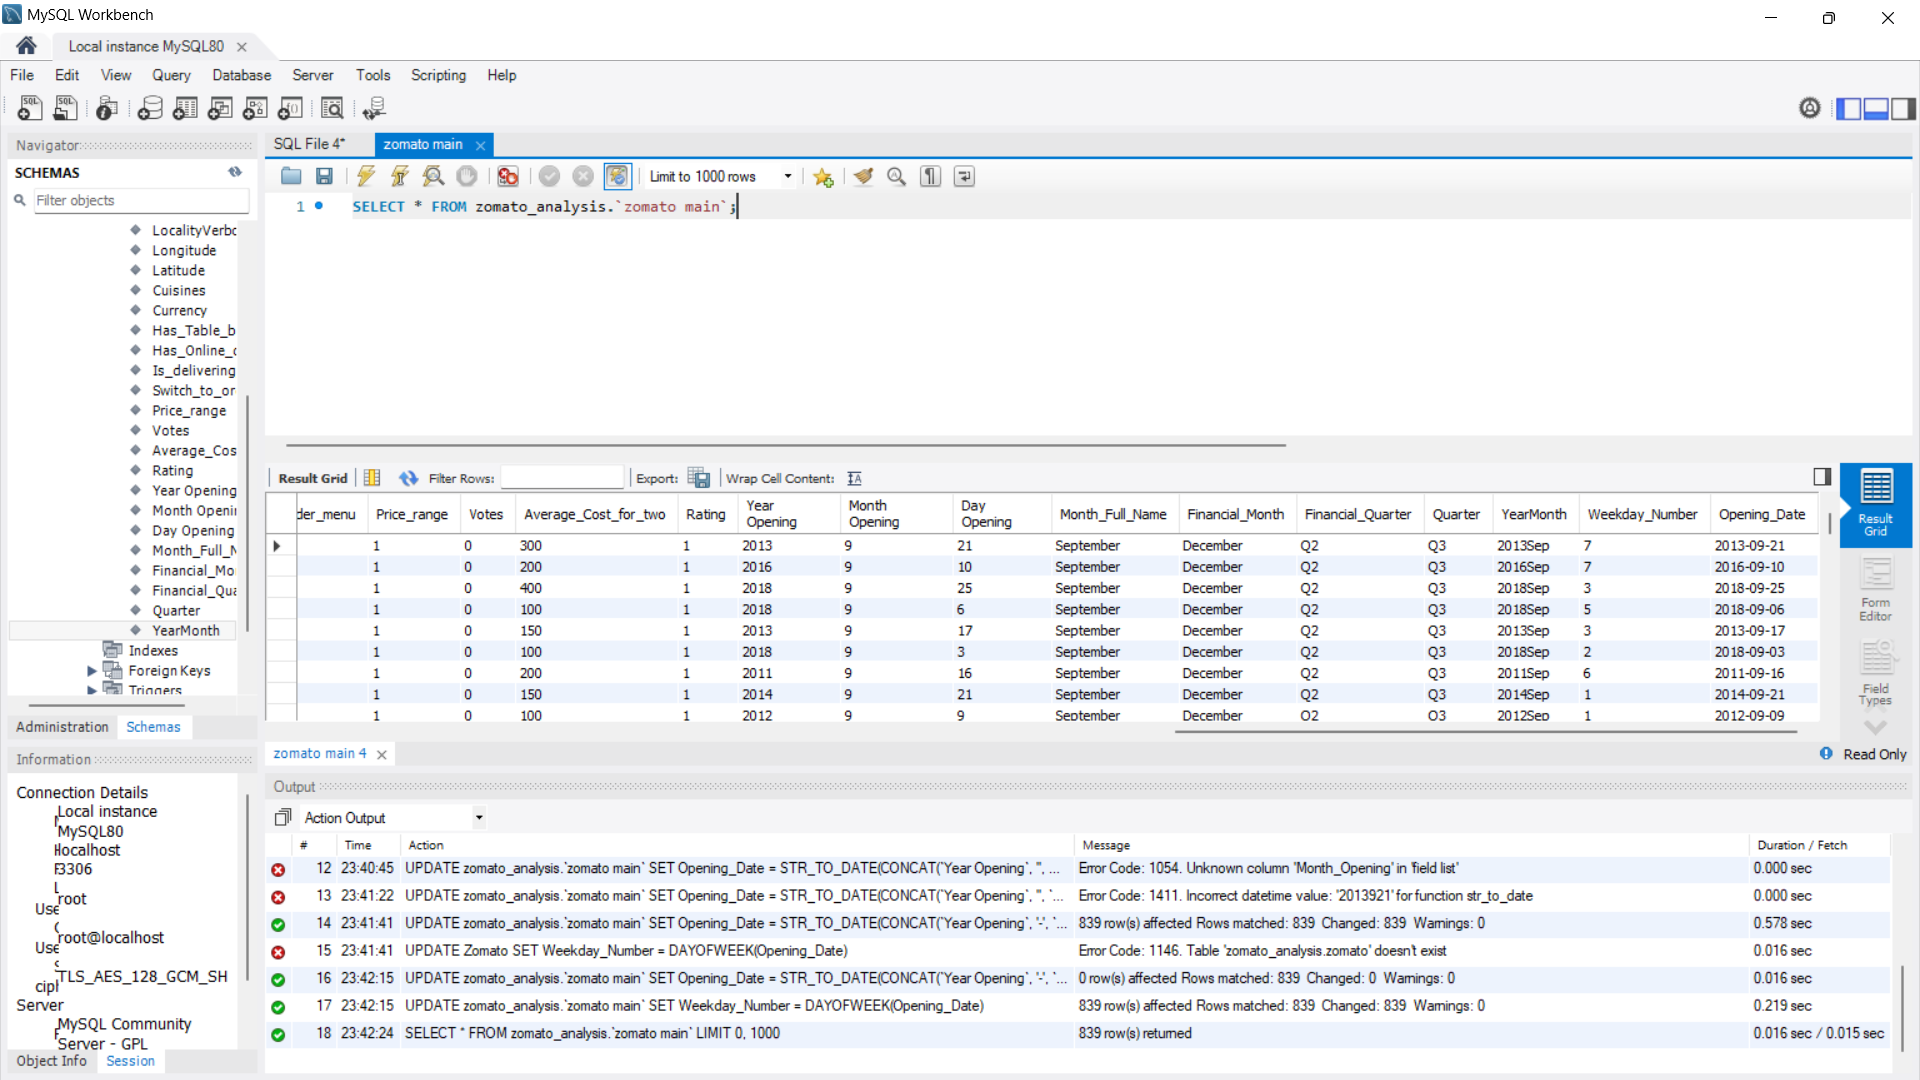 MySQL Workbench
Local instance MySQL80
File Edit View Query Database Server Tools Scripting Help
Navigator
SCHEMAS
Filter objects
LocalityVerbo
Longitude
Latitude
Cuisines
Currency
Has_Table_b
Has_Online_
Is_delivering
Switch_to_or
Price_range
Votes
Average_Cos
Rating
Year Opening
Month Openi
Day Opening
Month_Full_N
Financial_Mo
Financial_Qua
Quarter
YearMonth
Indexes
Foreign Keys
Triggers
Administration Schemas
Information
Connection Details
Local instance
MySQL80
localhost
3306
root
Use
root@localhost
Use
TLS_AES_128_GCM_SH
ciph
Server
MySQL Community
Server - GPL
Object Info Session
SQL File 4* zomato main
Limit to 1000 rows
1 SELECT * FROM zomato_analysis.`zomato main`;
Result Grid Filter Rows: Export: Wrap Cell Content:
der_menu Price_range Votes Average_Cost_for_two Rating Year Opening Month Opening Day Opening Month_Full_Name Financial_Month Financial_Quarter Quarter YearMonth Weekday_Number Opening_Date
1 0 300 1 2013 9 21 September December Q2 Q3 2013Sep 7 2013-09-21
1 0 200 1 2016 9 10 September December Q2 Q3 2016Sep 7 2016-09-10
1 0 400 1 2018 9 25 September December Q2 Q3 2018Sep 3 2018-09-25
1 0 100 1 2018 9 6 September December Q2 Q3 2018Sep 5 2018-09-06
1 0 150 1 2013 9 17 September December Q2 Q3 2013Sep 3 2013-09-17
1 0 100 1 2018 9 3 September December Q2 Q3 2018Sep 2 2018-09-03
1 0 200 1 2011 9 16 September December Q2 Q3 2011Sep 6 2011-09-16
1 0 150 1 2014 9 21 September December Q2 Q3 2014Sep 1 2014-09-21
1 0 100 1 2012 9 9 September December Q2 Q3 2012Sep 1 2012-09-09
Result
Grid
Form
Editor
Field
Types
zomato main 4
Read Only
Output
Action Output
# Time Action Message Duration / Fetch
12 23:40:45 UPDATE zomato_analysis.`zomato main` SET Opening_Date = STR_TO_DATE(CONCAT(`Year Opening`, '', ... Error Code: 1054. Unknown column 'Month_Opening' in 'field list' 0.000 sec
13 23:41:22 UPDATE zomato_analysis.`zomato main` SET Opening_Date = STR_TO_DATE(CONCAT(`Year Opening`, '', `... Error Code: 1411. Incorrect datetime value: '2013921' for function str_to_date 0.000 sec
14 23:41:41 UPDATE zomato_analysis.`zomato main` SET Opening_Date = STR_TO_DATE(CONCAT(`Year Opening`, '-', `... 839 row(s) affected Rows matched: 839 Changed: 839 Warnings: 0 0.578 sec
15 23:41:41 UPDATE Zomato SET Weekday_Number = DAYOFWEEK(Opening_Date) Error Code: 1146. Table 'zomato_analysis.zomato' doesn't exist 0.016 sec
16 23:42:15 UPDATE zomato_analysis.`zomato main` SET Opening_Date = STR_TO_DATE(CONCAT(`Year Opening`, '-', `... 0 row(s) affected Rows matched: 839 Changed: 0 Warnings: 0 0.016 sec
17 23:42:15 UPDATE zomato_analysis.`zomato main` SET Weekday_Number = DAYOFWEEK(Opening_Date) 839 row(s) affected Rows matched: 839 Changed: 839 Warnings: 0 0.219 sec
18 23:42:24 SELECT * FROM zomato_analysis.`zomato main` LIMIT 0, 1000 839 row(s) returned 0.016 sec / 0.015 sec